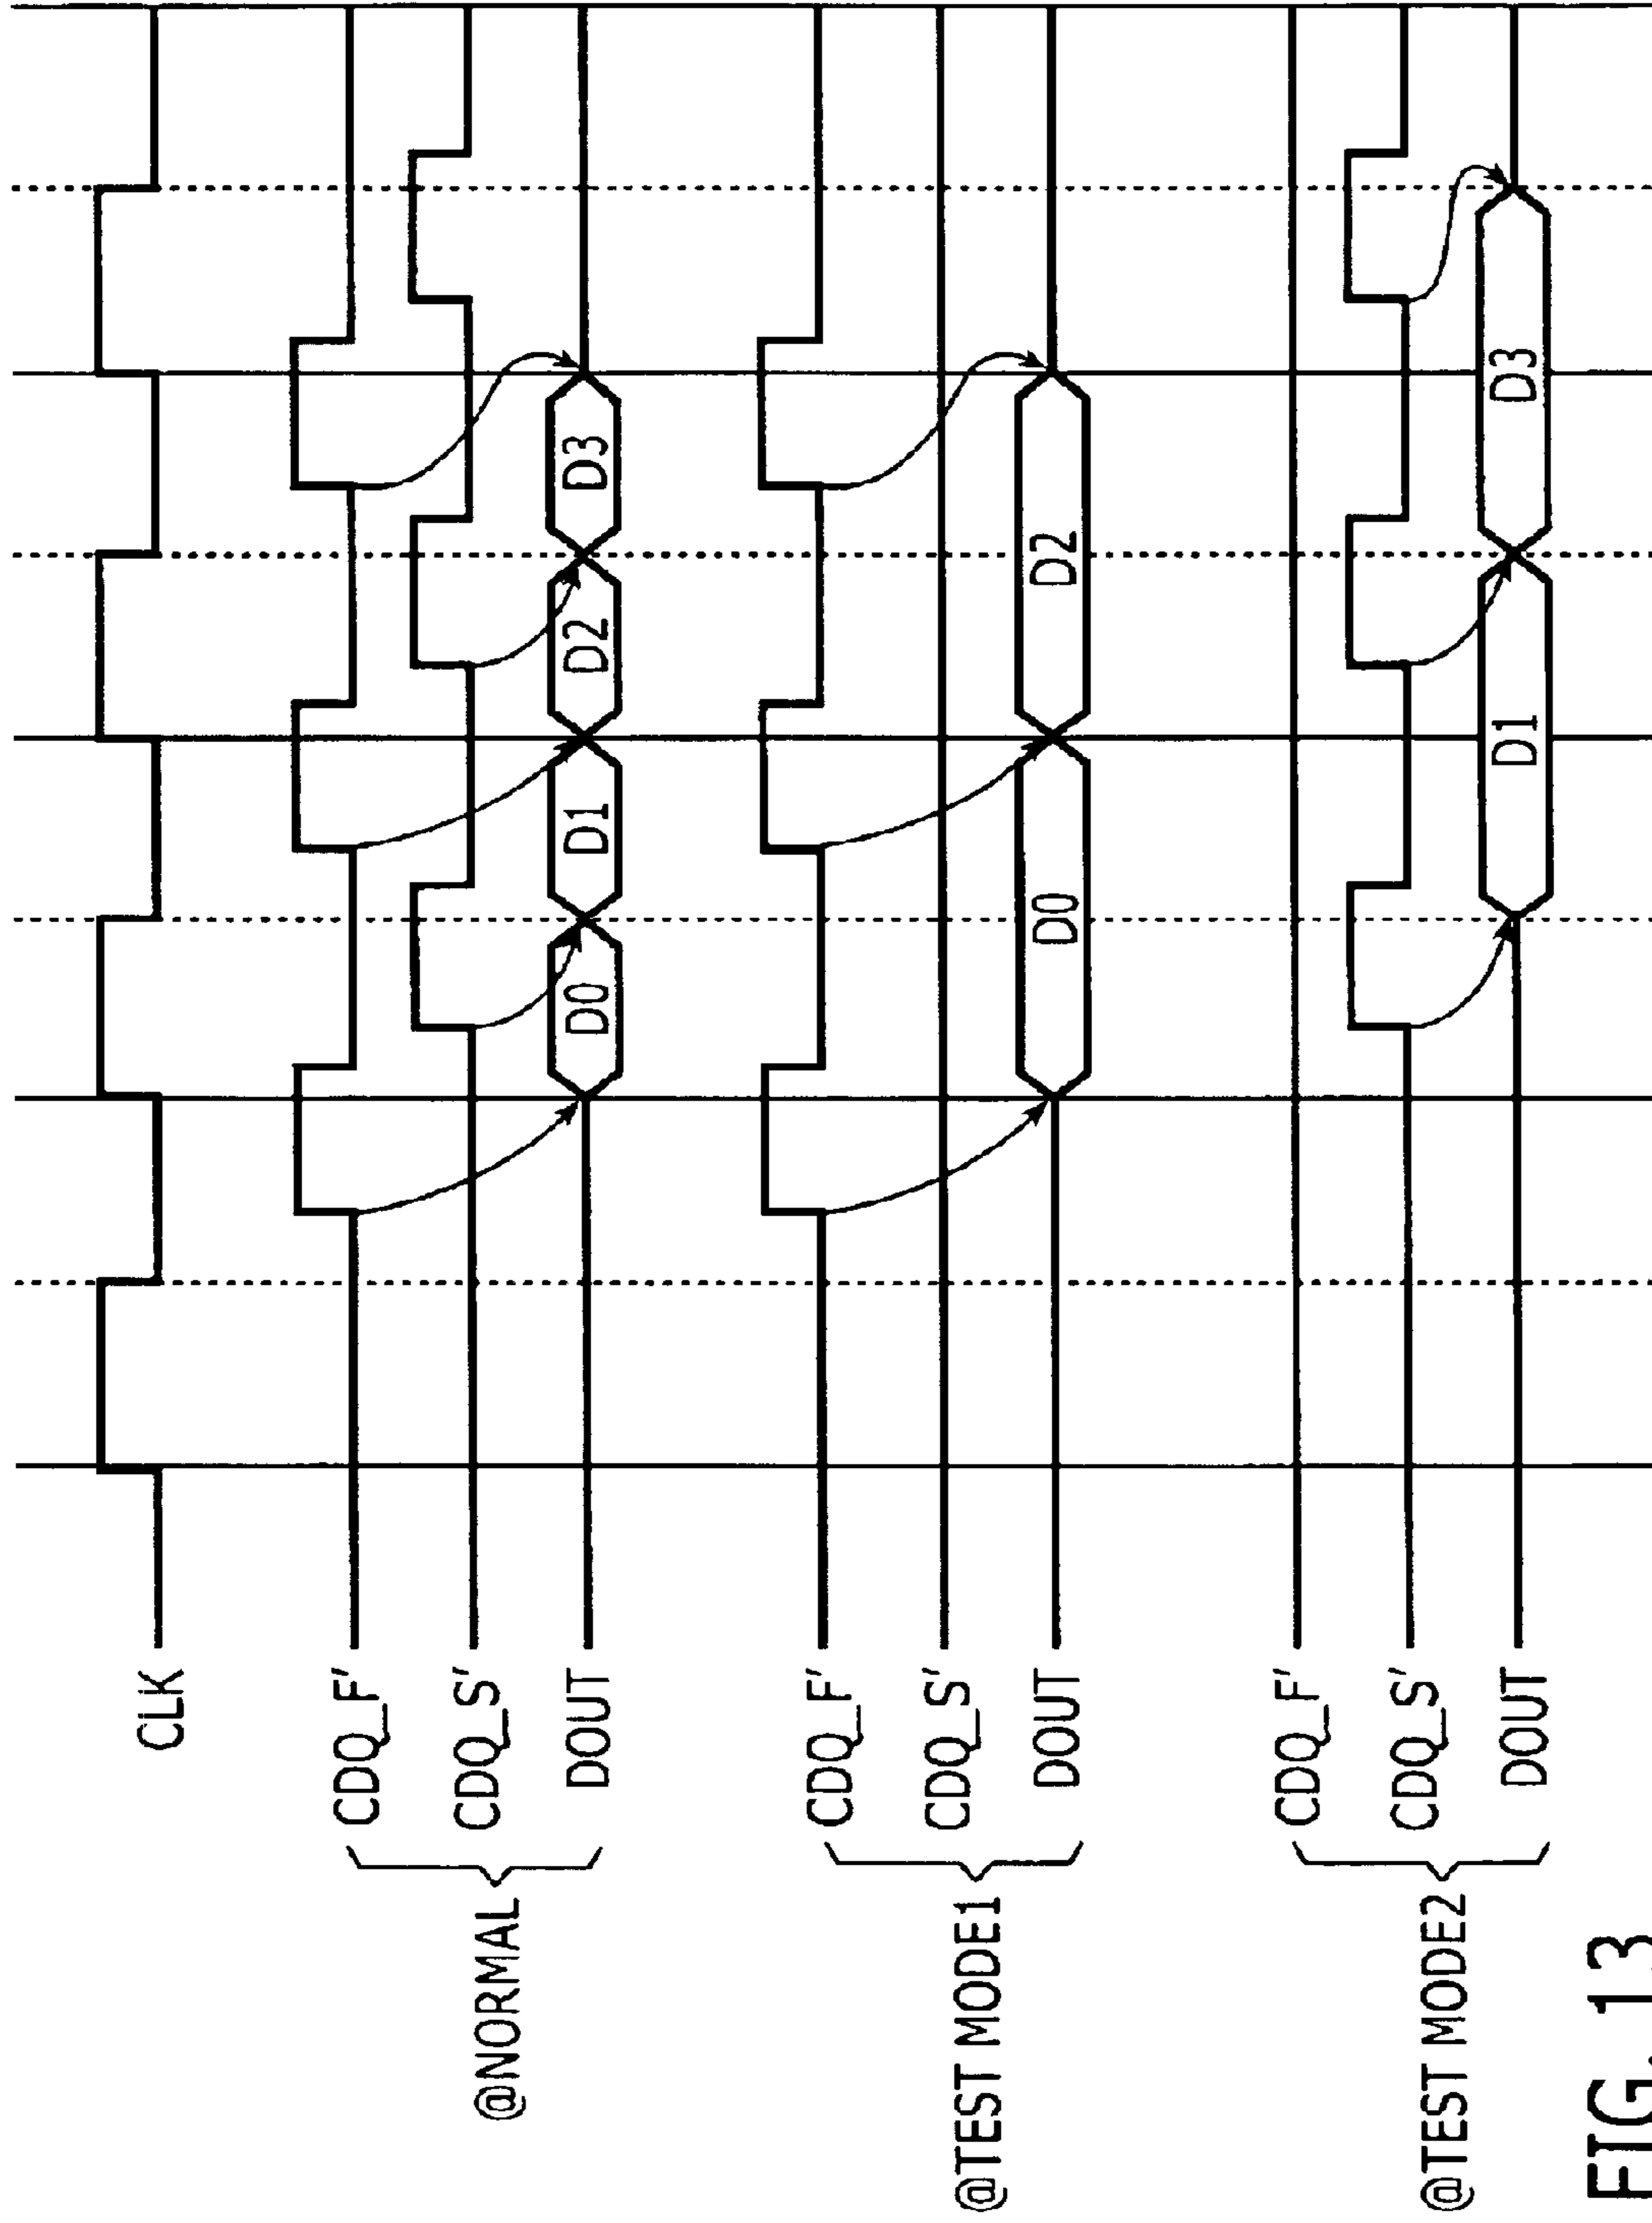 CLK
@NORMAL
CDQ_F'
CDQ_S'
DOUT
D0
D1
D2
D3
@TEST MODE1
CDQ_F'
CDQ_S'
DOUT
D0
D2
@TEST MODE2
CDQ_F'
CDQ_S'
DOUT
D1
D3
FIG. 13